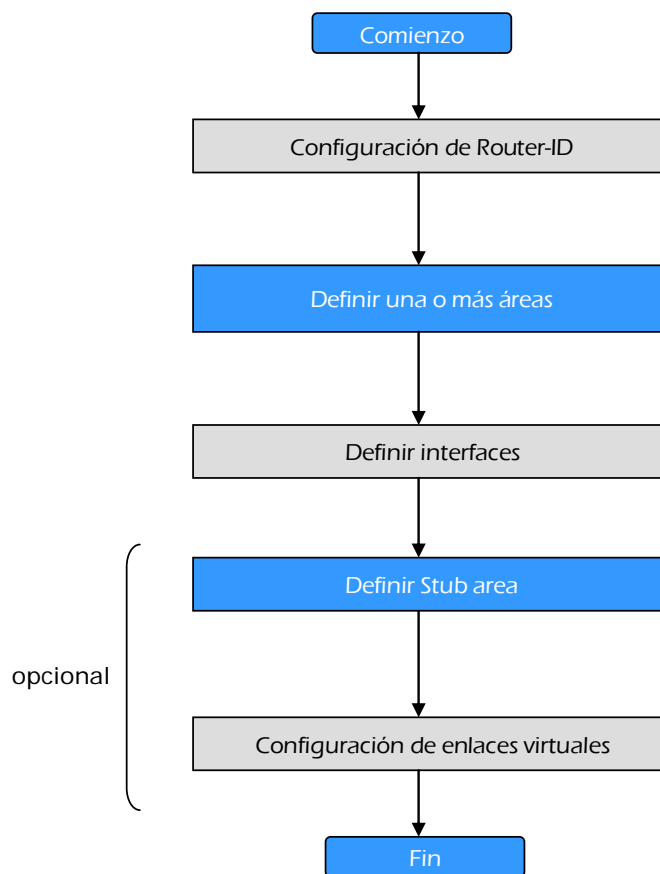 Comienzo
Configuración de Router-ID
Definir una o más áreas
Definir interfaces
Definir Stub area
opcional
Configuración de enlaces virtuales
Fin